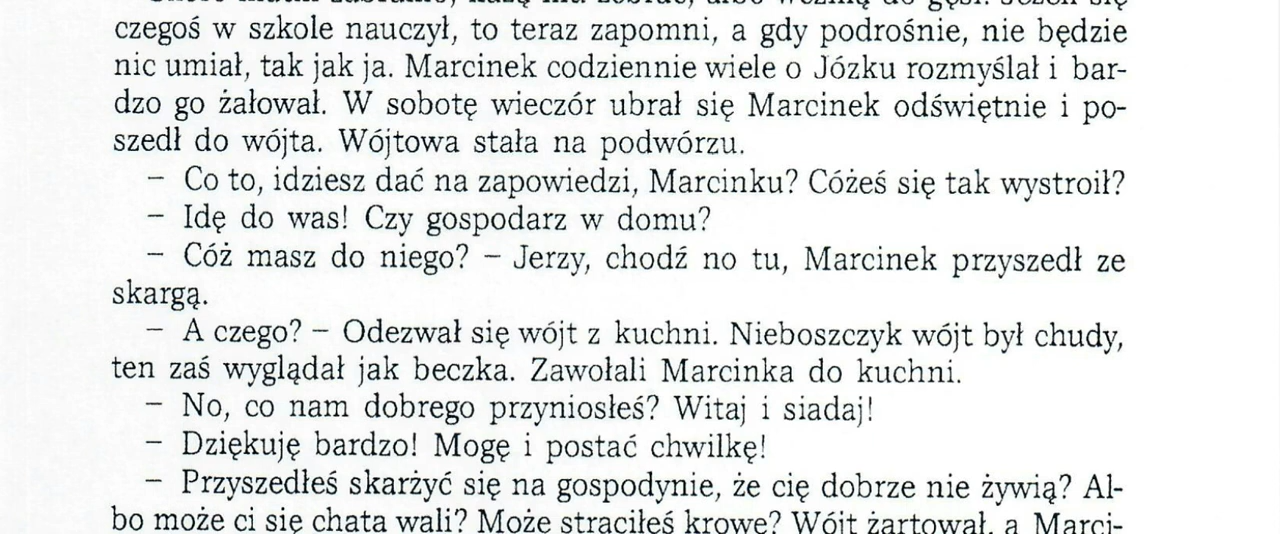 czegoś w szkole nauczył, to teraz zapomni, a gdy podrośnie, nie będzie
nic umiał, tak jak ja. Marcinek codziennie wiele o Józku rozmyślał i bar-
dzo go żałował. W sobotę wieczór ubrał się Marcinek odświętnie i po-
szedł do wójta. Wójtowa stała na podwórzu.
– Co to, idziesz dać na zapowiedzi, Marcinku? Cóżeś się tak wystroił?
– Idę do was! Czy gospodarz w domu?
– Cóż masz do niego? – Jerzy, chodź no tu, Marcinek przyszedł ze
skargą.
– A czego? – Odezwał się wójt z kuchni. Nieboszczyk wójt był chudy,
ten zaś wyglądał jak beczka. Zawołali Marcinka do kuchni.
– No, co nam dobrego przyniosłeś? Witaj i siadaj!
– Dziękuję bardzo! Mogę i postać chwilkę!
– Przyszedłeś skarżyć się na gospodynie, że cię dobrze nie żywią? Al-
bo może ci się chata wali? Może straciłeś krowę? Wójt żartował, a Marci-